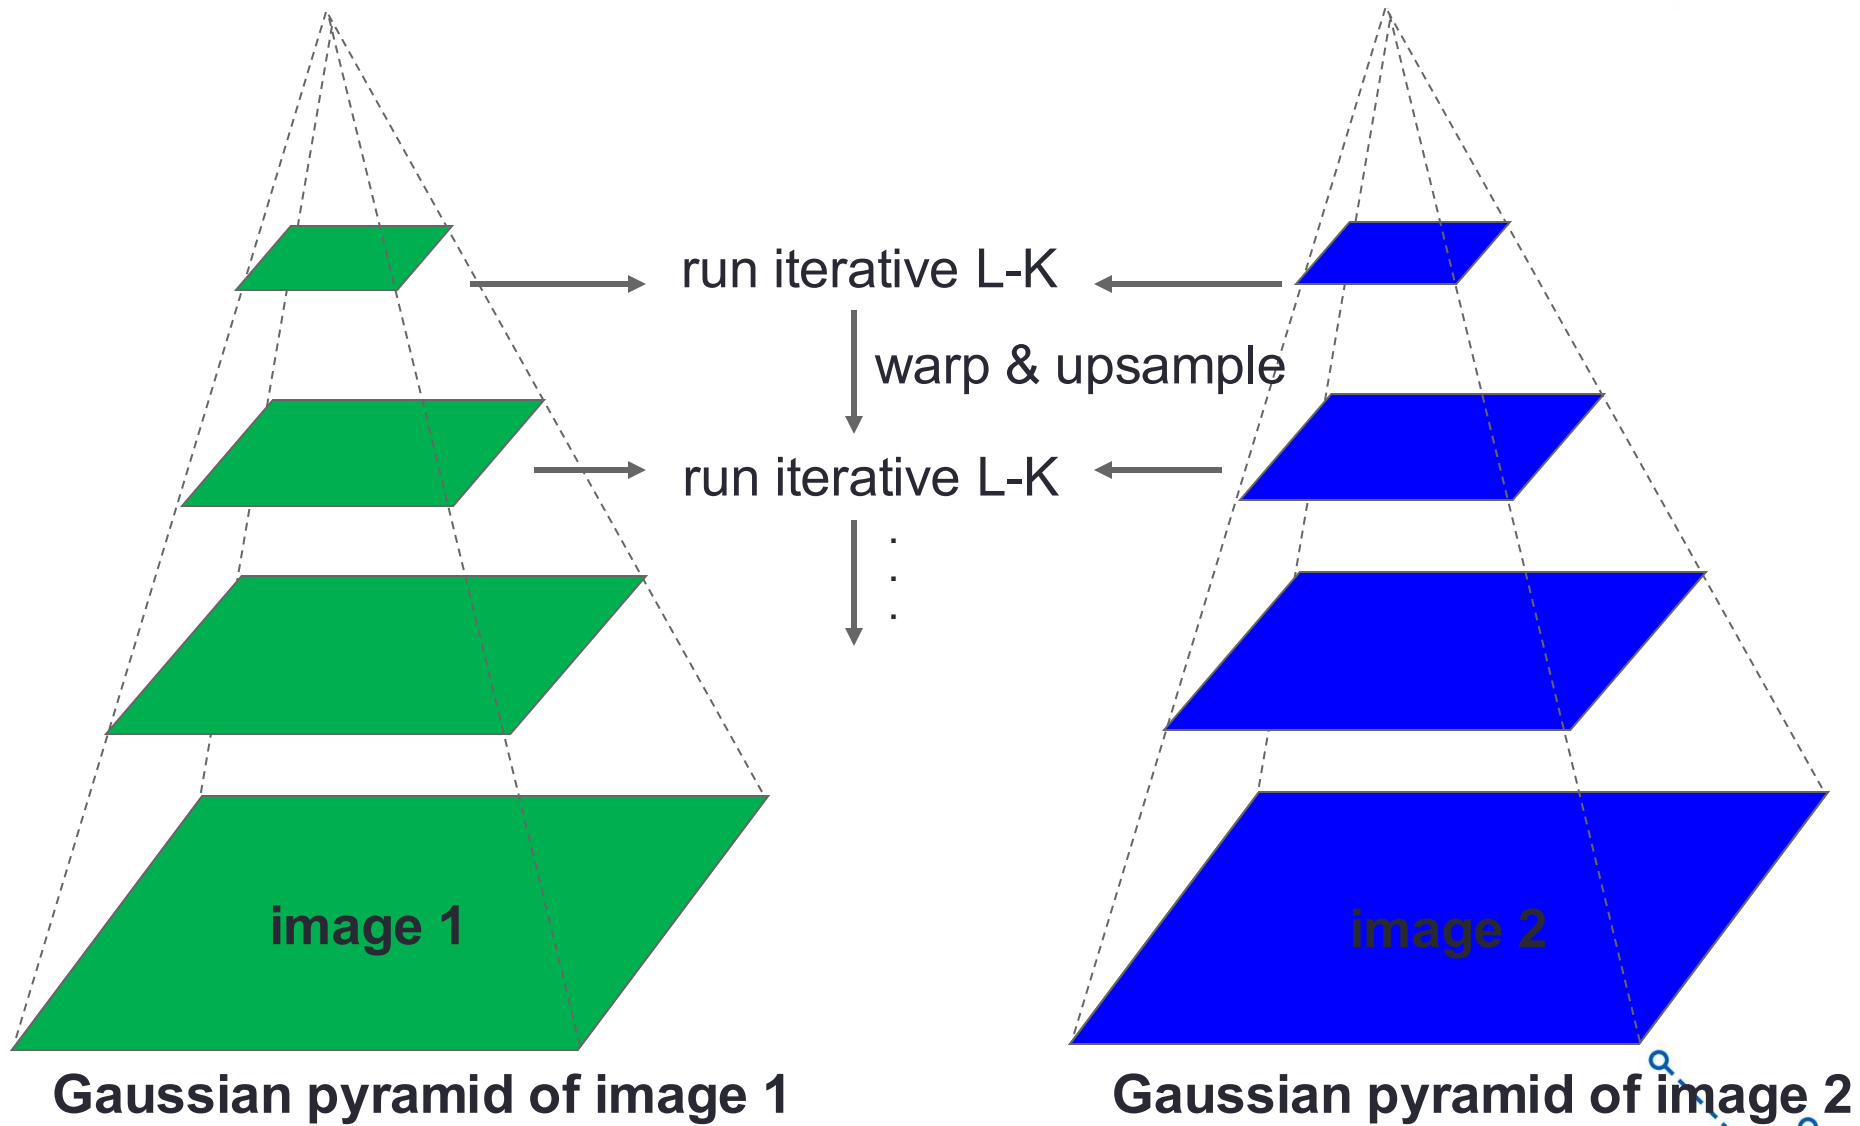 run iterative L-K
warp & upsample
run iterative L-K
.
.
.
image 1
image 2
Gaussian pyramid of image 1
Gaussian pyramid of image 2